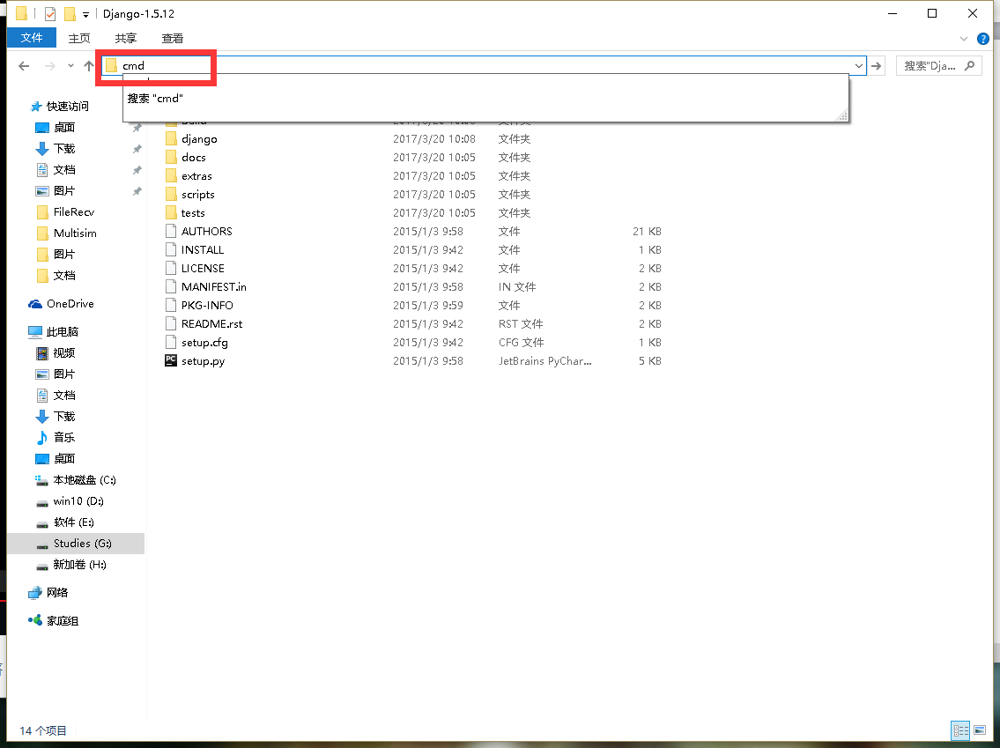 Django-1.5.12
文件 主页 共享 查看
cmd 搜索"Dja...
搜索 "cmd"
快速访问
桌面
下载
文档
图片
FileRecv
Multisim
图片
文档
OneDrive
此电脑
视频
图片
文档
下载
音乐
桌面
本地磁盘 (C:)
win10 (D:)
软件 (E:)
Studies (G:)
新加卷 (H:)
网络
家庭组
django 2017/3/20 10:08 文件夹
docs 2017/3/20 10:05 文件夹
extras 2017/3/20 10:05 文件夹
scripts 2017/3/20 10:05 文件夹
tests 2017/3/20 10:05 文件夹
AUTHORS 2015/1/3 9:58 文件 21 KB
INSTALL 2015/1/3 9:42 文件 1 KB
LICENSE 2015/1/3 9:42 文件 2 KB
MANIFEST.in 2015/1/3 9:58 IN 文件 2 KB
PKG-INFO 2015/1/3 9:59 文件 2 KB
README.rst 2015/1/3 9:42 RST 文件 2 KB
setup.cfg 2015/1/3 9:42 CFG 文件 1 KB
setup.py 2015/1/3 9:58 JetBrains PyChar... 5 KB
14 个项目